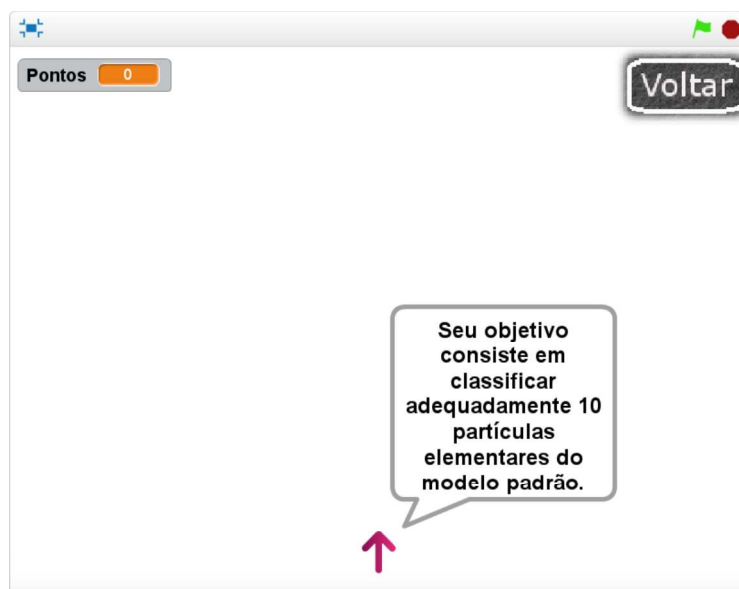 Pontos 0
Voltar
Seu objetivo
consiste em
classificar
adequadamente 10
partículas
elementares do
modelo padrão.